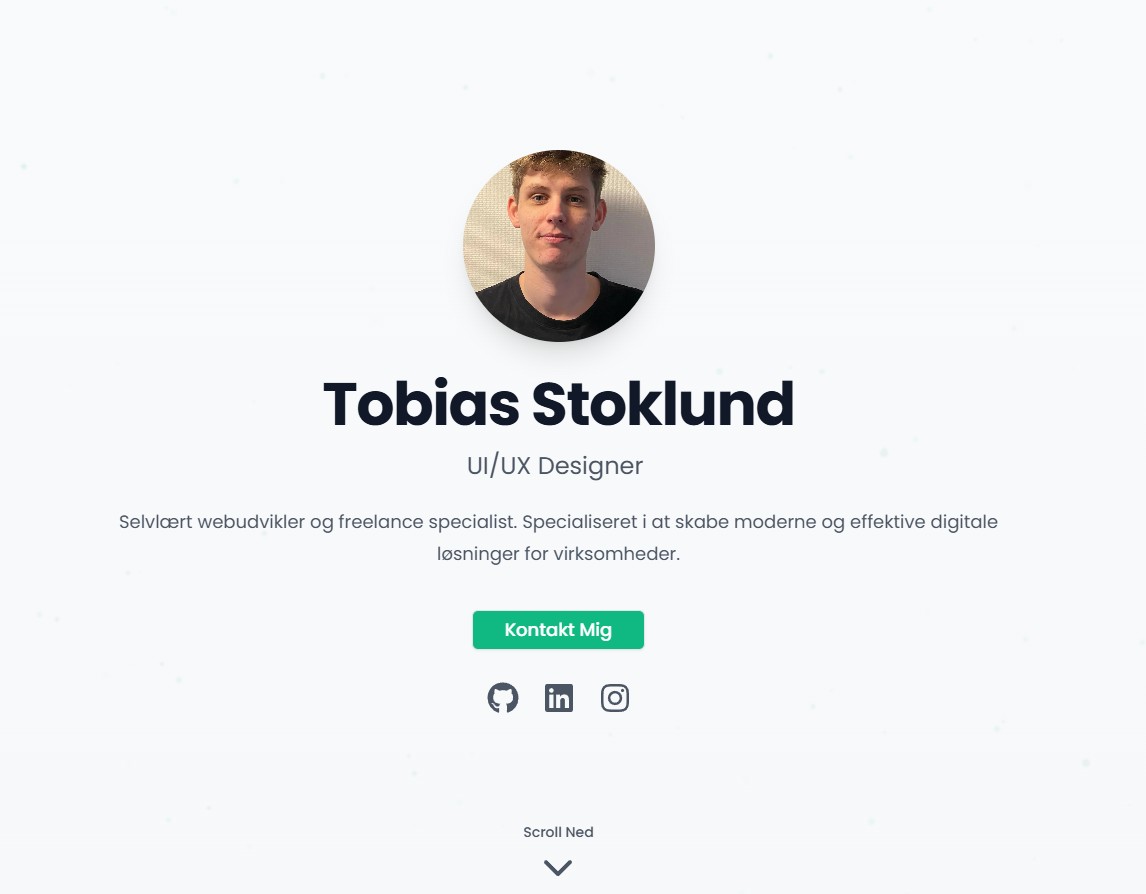 Tobias Stoklund
UI/UX Designer
Selvlært webudvikler og freelance specialist. Specialiseret i at skabe moderne og effektive digitale
løsninger for virksomheder.
Kontakt Mig
in
Scroll Ned